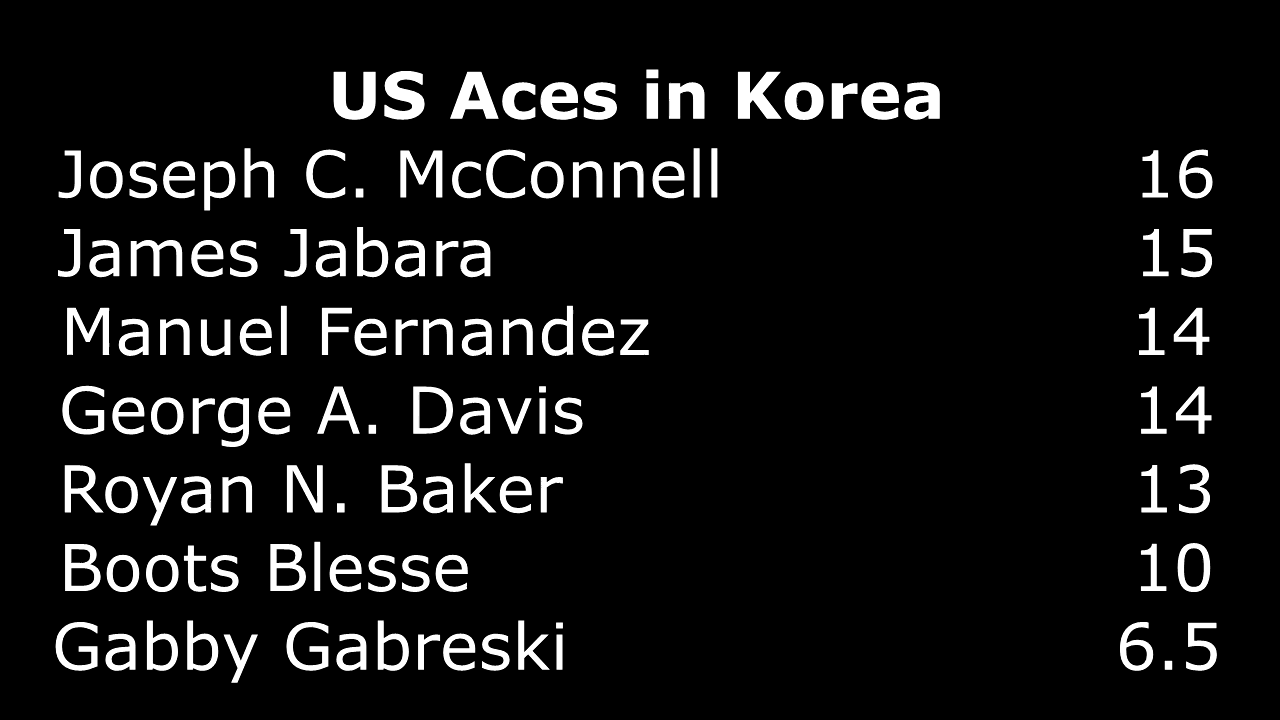 US Aces in Korea
Joseph C. McConnell 16
James Jabara 15
Manuel Fernandez 14
George A. Davis 14
Royan N. Baker 13
Boots Blesse 10
Gabby Gabreski 6.5